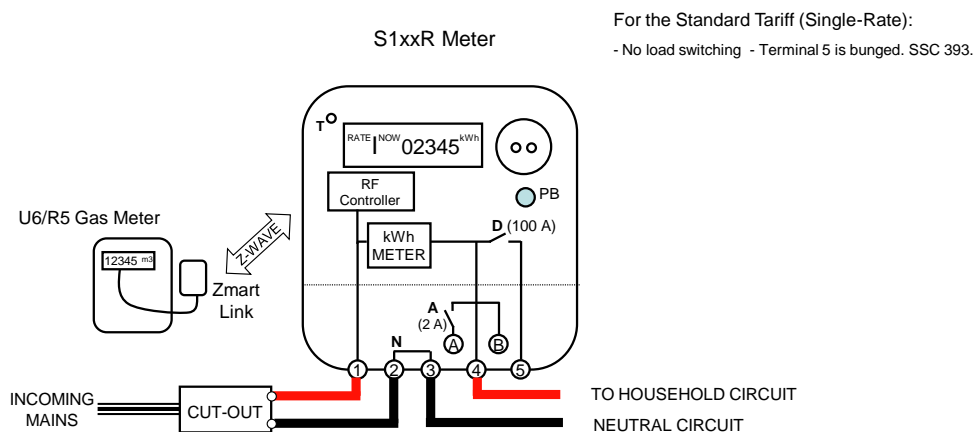 For the Standard Tariff (Single-Rate):
- No load switching - Terminal 5 is bunged. SSC 393.
S1xxR Meter
T
RATE I NOW 02345 kWh
RF
Controller
PB
U6/R5 Gas Meter
12345 m3
Z-WAVE
Zmart
Link
kWh
METER
D (100 A)
A
(2 A)
A B
N
1 2 3 4 5
INCOMING
MAINS
CUT-OUT
TO HOUSEHOLD CIRCUIT
NEUTRAL CIRCUIT